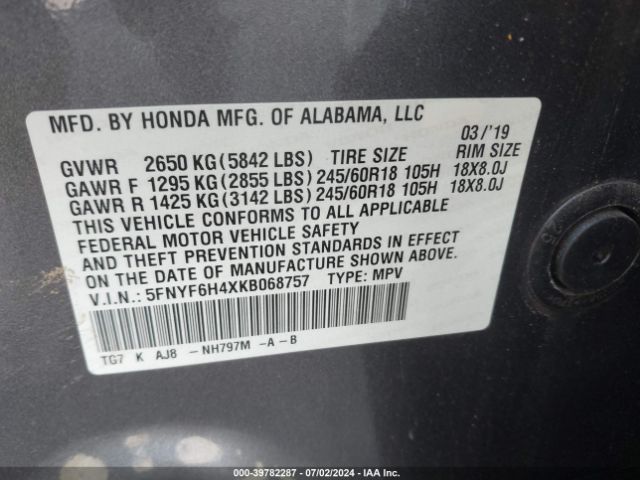 MFD. BY HONDA MFG. OF ALABAMA, LLC
03/'19
GVWR 2650 KG(5842 LBS) TIRE SIZE RIM SIZE
GAWR F 1295 KG(2855 LBS)245/60R18 105H 18X8.0J
GAWR R 1425 KG(3142 LBS)245/60R18 105H 18X8.0J
THIS VEHICLE CONFORMS TO ALL APPLICABLE
FEDERAL MOTOR VEHICLE SAFETY
AND THEFT PREVENTION STANDARDS IN EFFECT
ON THE DATE OF MANUFACTURE SHOWN ABOVE.
V.I.N.: 5FNYF6H4XKB068757 TYPE: MPV
TG7 K AJ8 -NH797M -A-B
000-39782287 - 07/02/2024 - IAA Inc.